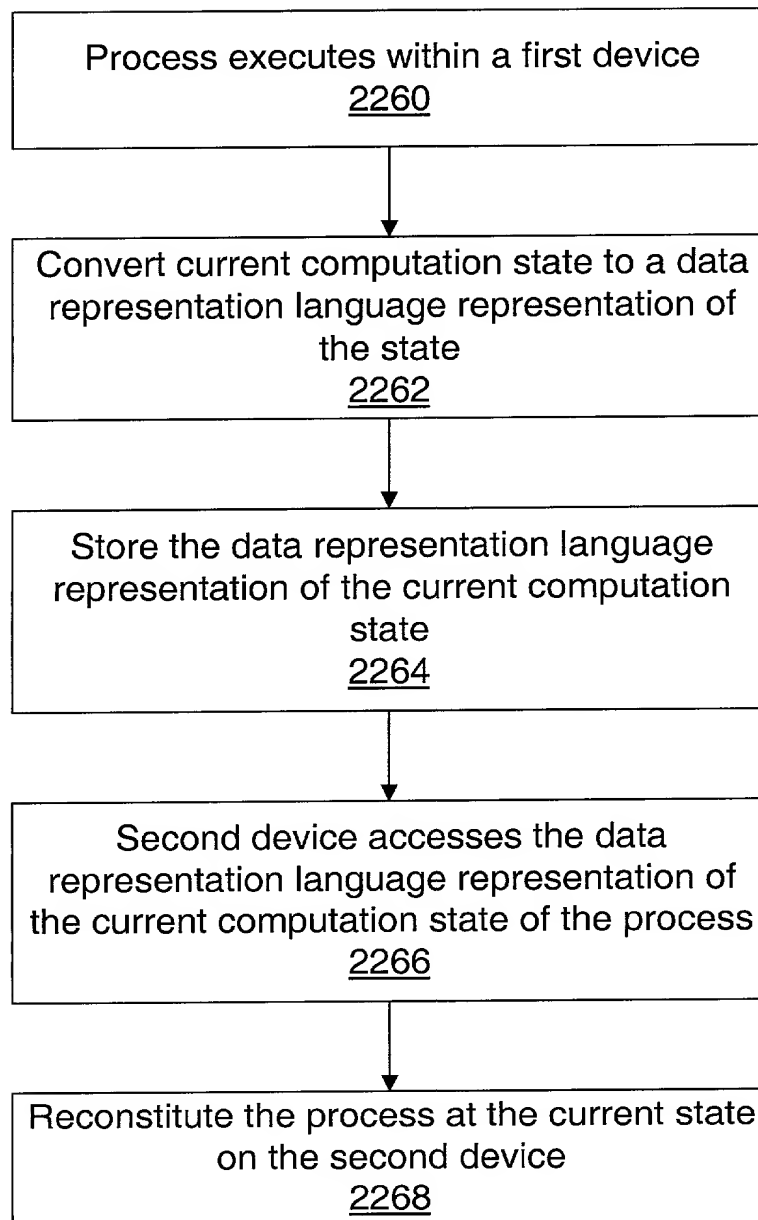 Process executes within a first device
2260
Convert current computation state to a data
representation language representation of
the state
2262
Store the data representation language
representation of the current computation
state
2264
Second device accesses the data
representation language representation of
the current computation state of the process
2266
Reconstitute the process at the current state
on the second device
2268